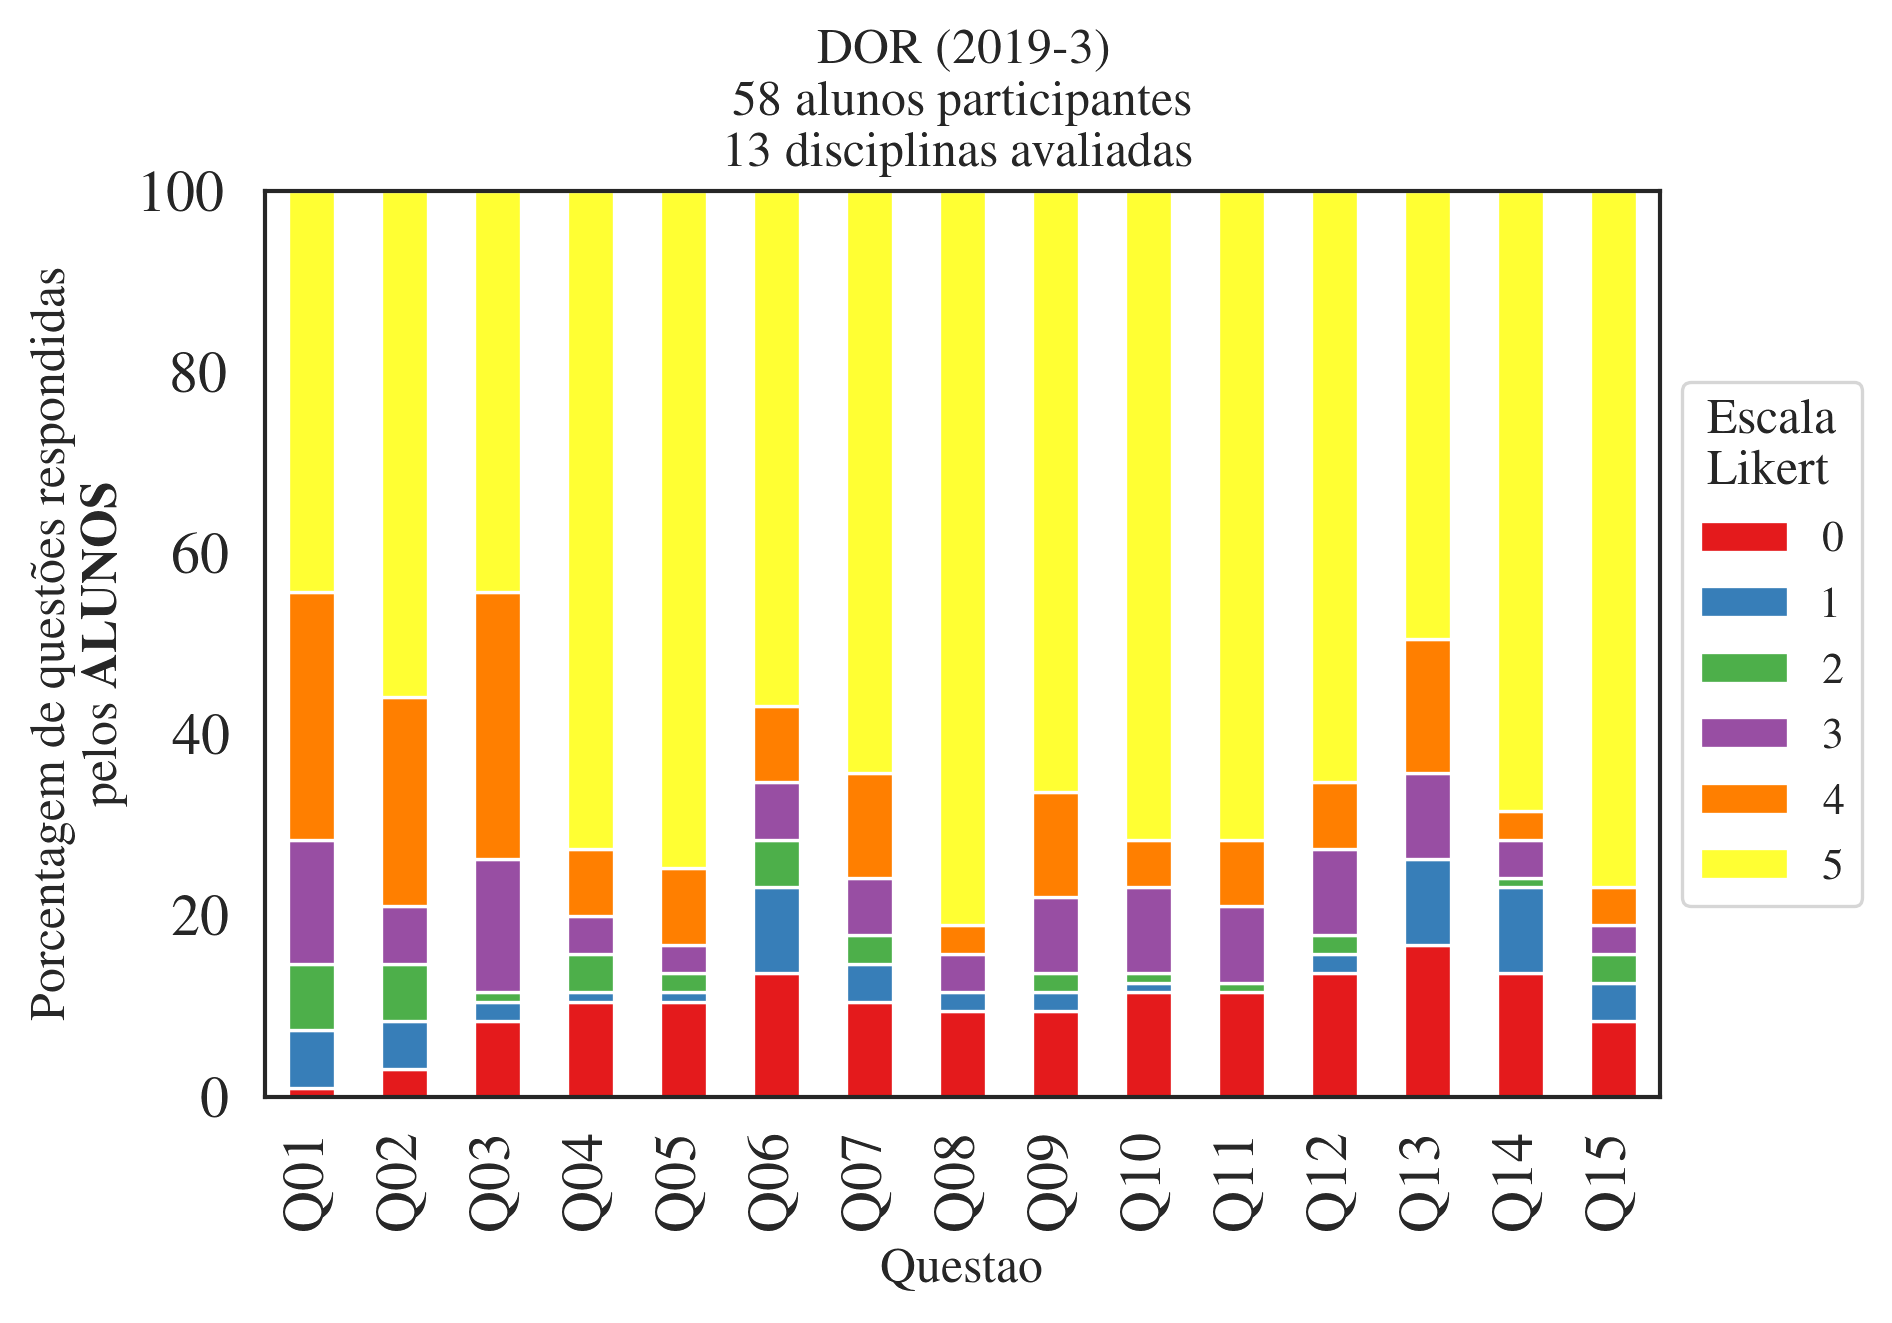 DOR (2019-3)
58 alunos participantes
13 disciplinas avaliadas
Porcentagem de questões respondidas
pelos ALUNOS
100
80
60
40
20
0
Q01
Q02
Q03
Q04
Q05
Q06
Q07
Q08
Q09
Q10
Q11
Q12
Q13
Q14
Q15
Questao
Escala
Likert
0
1
2
3
4
5